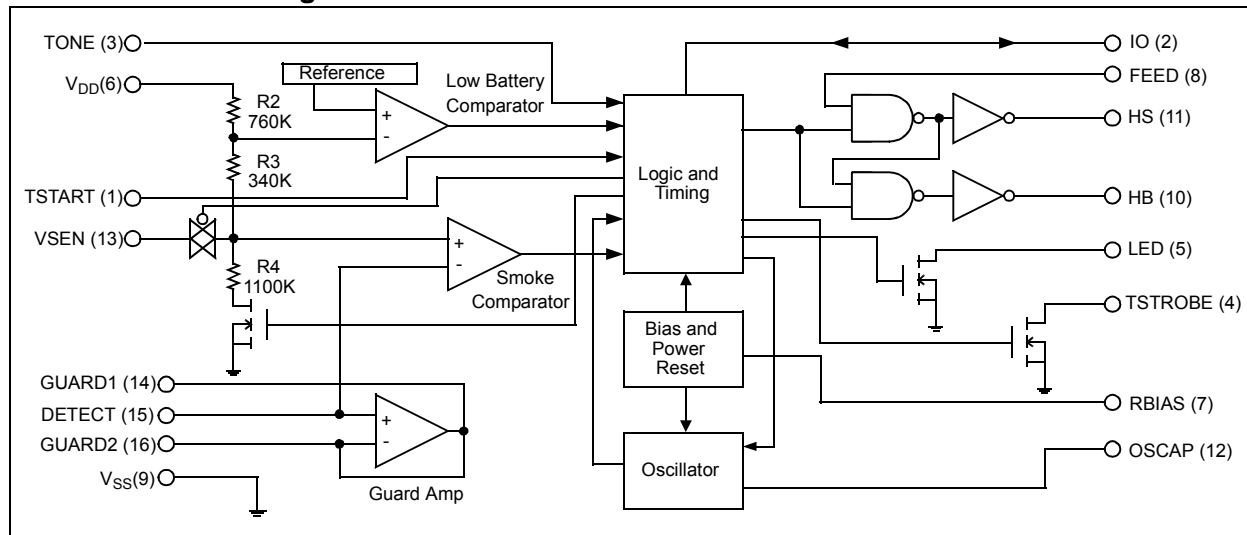 TONE (3)
VDD(6)
TSTART (1)
VSEN (13)
GUARD1 (14)
DETECT (15)
GUARD2 (16)
VSS(9)
Reference
R2
760K
R3
340K
R4
1100K
Low Battery
Comparator
+
-
+
-
Smoke
Comparator
+
-
Guard Amp
Logic and
Timing
Bias and
Power
Reset
Oscillator
IO (2)
FEED (8)
HS (11)
HB (10)
LED (5)
TSTROBE (4)
RBIAS (7)
OSCAP (12)